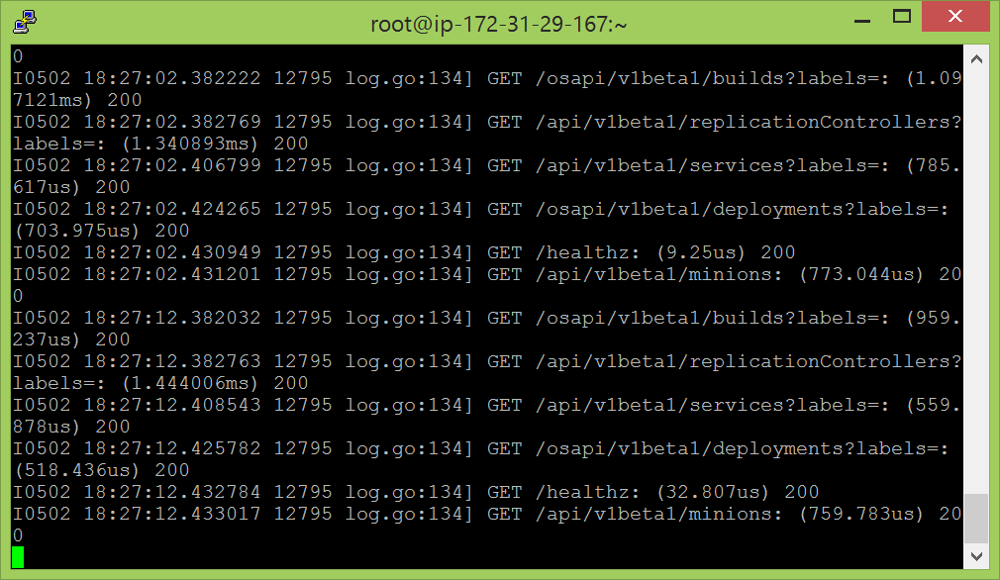 root@ip-172-31-29-167:~
0
I0502 18:27:02.382222 12795 log.go:134] GET /osapi/v1beta1/builds?labels=: (1.09
7121ms) 200
I0502 18:27:02.382769 12795 log.go:134] GET /api/v1beta1/replicationControllers?
labels=: (1.340893ms) 200
I0502 18:27:02.406799 12795 log.go:134] GET /api/v1beta1/services?labels=: (785.
617us) 200
I0502 18:27:02.424265 12795 log.go:134] GET /osapi/v1beta1/deployments?labels=:
(703.975us) 200
I0502 18:27:02.430949 12795 log.go:134] GET /healthz: (9.25us) 200
I0502 18:27:02.431201 12795 log.go:134] GET /api/v1beta1/minions: (773.044us) 20
0
I0502 18:27:12.382032 12795 log.go:134] GET /osapi/v1beta1/builds?labels=: (959.
237us) 200
I0502 18:27:12.382763 12795 log.go:134] GET /api/v1beta1/replicationControllers?
labels=: (1.444006ms) 200
I0502 18:27:12.408543 12795 log.go:134] GET /api/v1beta1/services?labels=: (559.
878us) 200
I0502 18:27:12.425782 12795 log.go:134] GET /osapi/v1beta1/deployments?labels=:
(518.436us) 200
I0502 18:27:12.432784 12795 log.go:134] GET /healthz: (32.807us) 200
I0502 18:27:12.433017 12795 log.go:134] GET /api/v1beta1/minions: (759.783us) 20
0